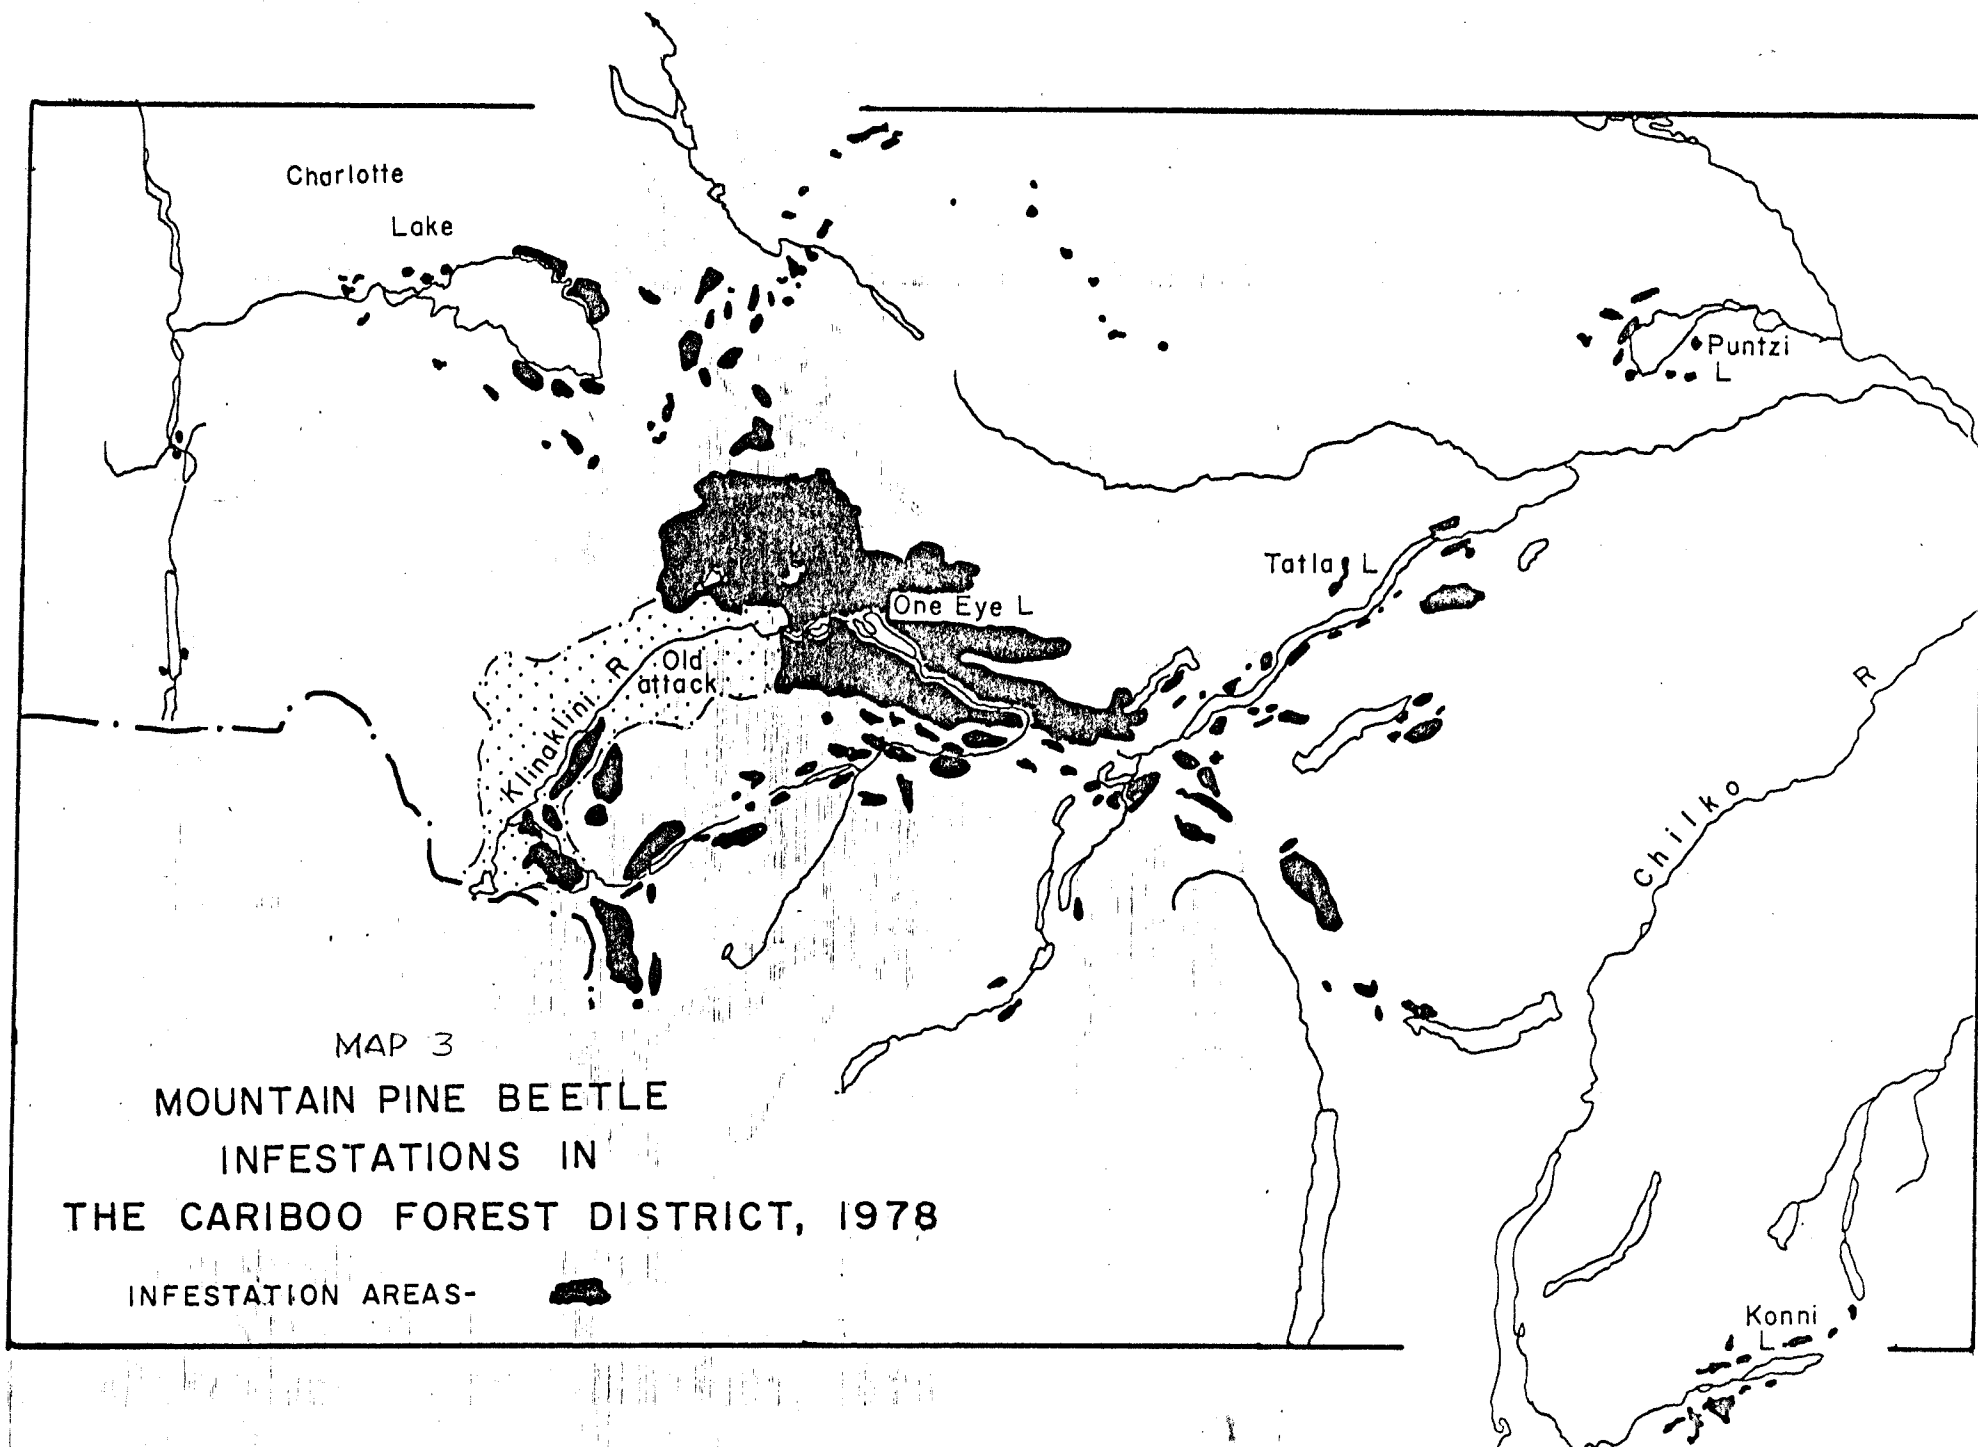 Charlotte
Lake
Puntzi
L
Tatla L
One Eye L
Old
attack
Klinaklini R
Chilko R
MAP 3
MOUNTAIN PINE BEETLE
INFESTATIONS IN
THE CARIBOO FOREST DISTRICT, 1978
INFESTATION AREAS-
Konni
L